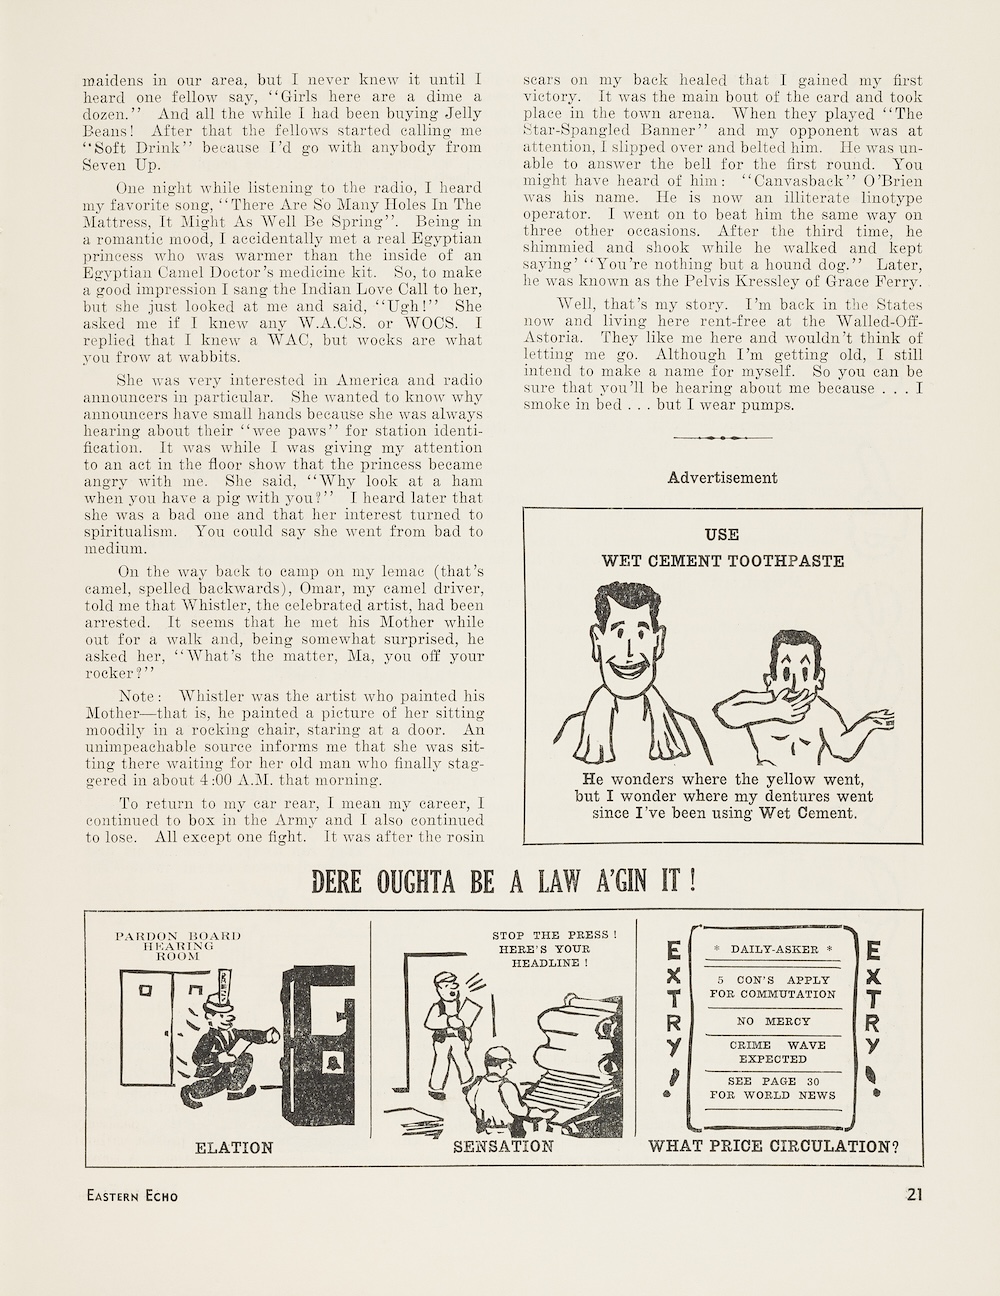 maidens in our area, but I never knew it until I
heard one fellow say, "Girls here are a dime a
dozen." And all the while I had been buying Jelly
Beans! After that the fellows started calling me
"Soft Drink" because I'd go with anybody from
Seven Up.
One night while listening to the radio, I heard
my favorite song, "There Are So Many Holes In The
Mattress, It Might As Well Be Spring". Being in
a romantic mood, I accidentally met a real Egyptian
princess who was warmer than the inside of an
Egyptian Camel Doctor's medicine kit. So, to make
a good impression I sang the Indian Love Call to her,
but she just looked at me and said, "Ugh!" She
asked me if I knew any W.A.C.S. or WOCS. I
replied that I knew a WAC, but wocks are what
you frow at wabbits.
She was very interested in America and radio
announcers in particular. She wanted to know why
announcers have small hands because she was always
hearing about their "wee paws" for station identi-
fication. It was while I was giving my attention
to an act in the floor show that the princess became
angry with me. She said, "Why look at a ham
when you have a pig with you?" I heard later that
she was a bad one and that her interest turned to
spiritualism. You could say she went from bad to
medium.
On the way back to camp on my lemac (that's
camel, spelled backwards), Omar, my camel driver,
told me that Whistler, the celebrated artist, had been
arrested. It seems that he met his Mother while
out for a walk and, being somewhat surprised, he
asked her, "What's the matter, Ma, you off your
rocker?"
Note: Whistler was the artist who painted his
Mother—that is, he painted a picture of her sitting
moodily in a rocking chair, staring at a door. An
unimpeachable source informs me that she was sit-
ting there waiting for her old man who finally stag-
gered in about 4:00 A.M. that morning.
To return to my car rear, I mean my career, I
continued to box in the Army and I also continued
to lose. All except one fight. It was after the rosin
scars on my back healed that I gained my first
victory. It was the main bout of the card and took
place in the town arena. When they played "The
Star-Spangled Banner" and my opponent was at
attention, I slipped over and belted him. He was un-
able to answer the bell for the first round. You
might have heard of him: "Canvasback" O'Brien
was his name. He is now an illiterate linotype
operator. I went on to beat him the same way on
three other occasions. After the third time, he
shimmied and shook while he walked and kept
saying' "You're nothing but a hound dog." Later,
he was known as the Pelvis Kressley of Grace Ferry.
Well, that's my story. I'm back in the States
now and living here rent-free at the Walled-Off-
Astoria. They like me here and wouldn't think of
letting me go. Although I'm getting old, I still
intend to make a name for myself. So you can be
sure that you'll be hearing about me because . . . I
smoke in bed . . . but I wear pumps.
Advertisement
USE
WET CEMENT TOOTHPASTE
He wonders where the yellow went,
but I wonder where my dentures went
since I've been using Wet Cement.
DERE OUGHTA BE A LAW A'GIN IT!
PARDON BOARD
HEARING
ROOM
ELATION
STOP THE PRESS!
HERE'S YOUR
HEADLINE!
SENSATION
EXTRY!
* DAILY-ASKER *
5 CON'S APPLY
FOR COMMUTATION
NO MERCY
CRIME WAVE
EXPECTED
SEE PAGE 30
FOR WORLD NEWS
EXTRY!
WHAT PRICE CIRCULATION?
EASTERN ECHO
21